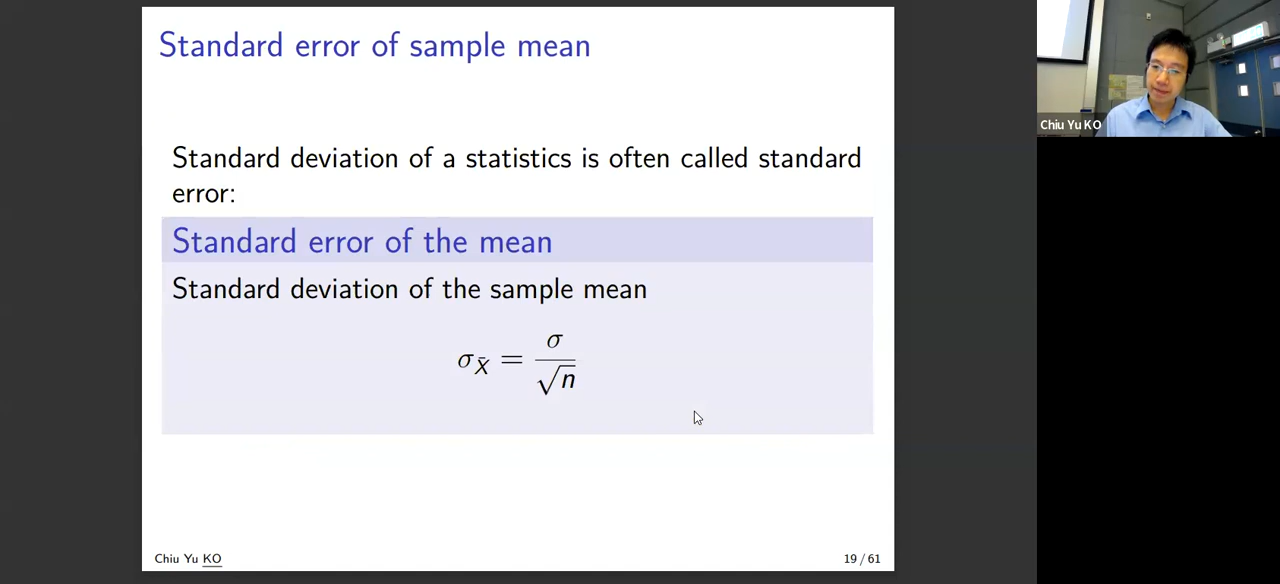 Standard error of sample mean
Standard deviation of a statistics is often called standard
error:
Standard error of the mean
Standard deviation of the sample mean
σ_X̄ = σ/√n
Chiu Yu KO
19 / 61
Chiu Yu KO